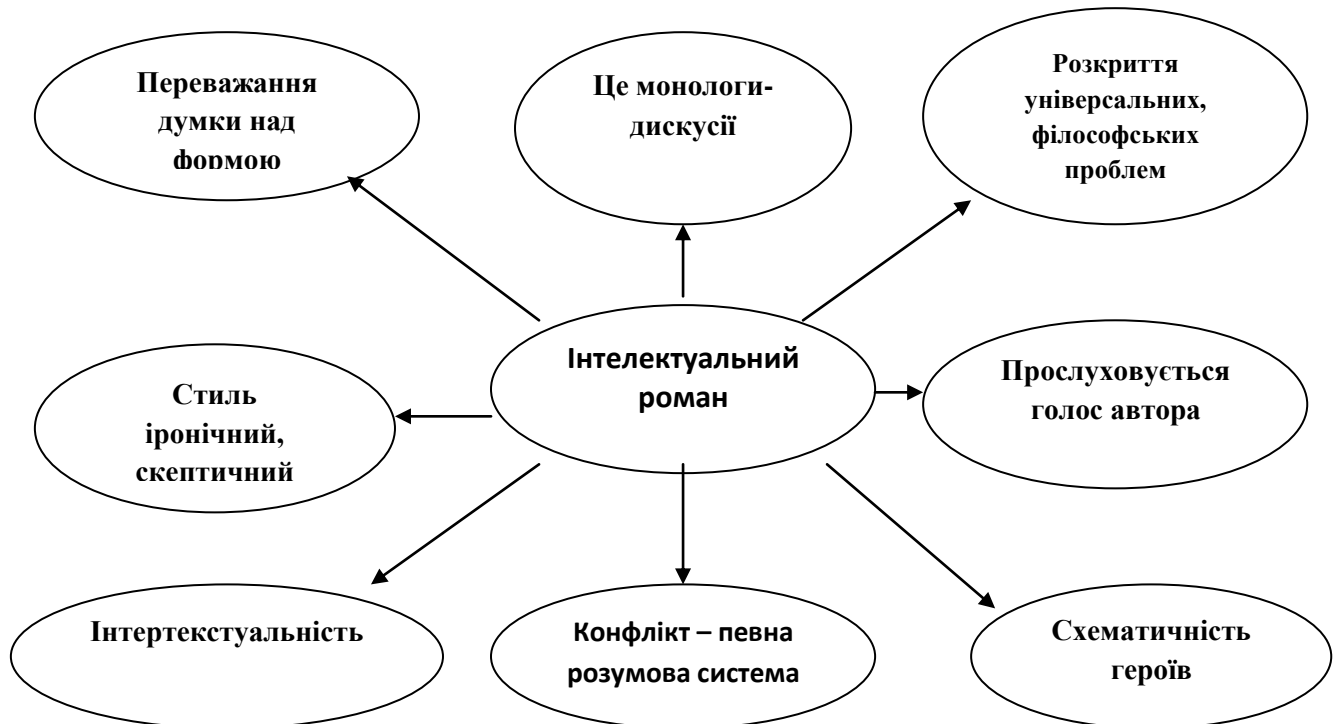 Переважання
думки над
формою
Це монологи-
дискусії
Розкриття
універсальних,
філософських
проблем
Інтелектуальний
роман
Стиль
іронічний,
скептичний
Прослуховується
голос автора
Інтертекстуальність
Конфлікт – певна
розумова система
Схематичність
героїв